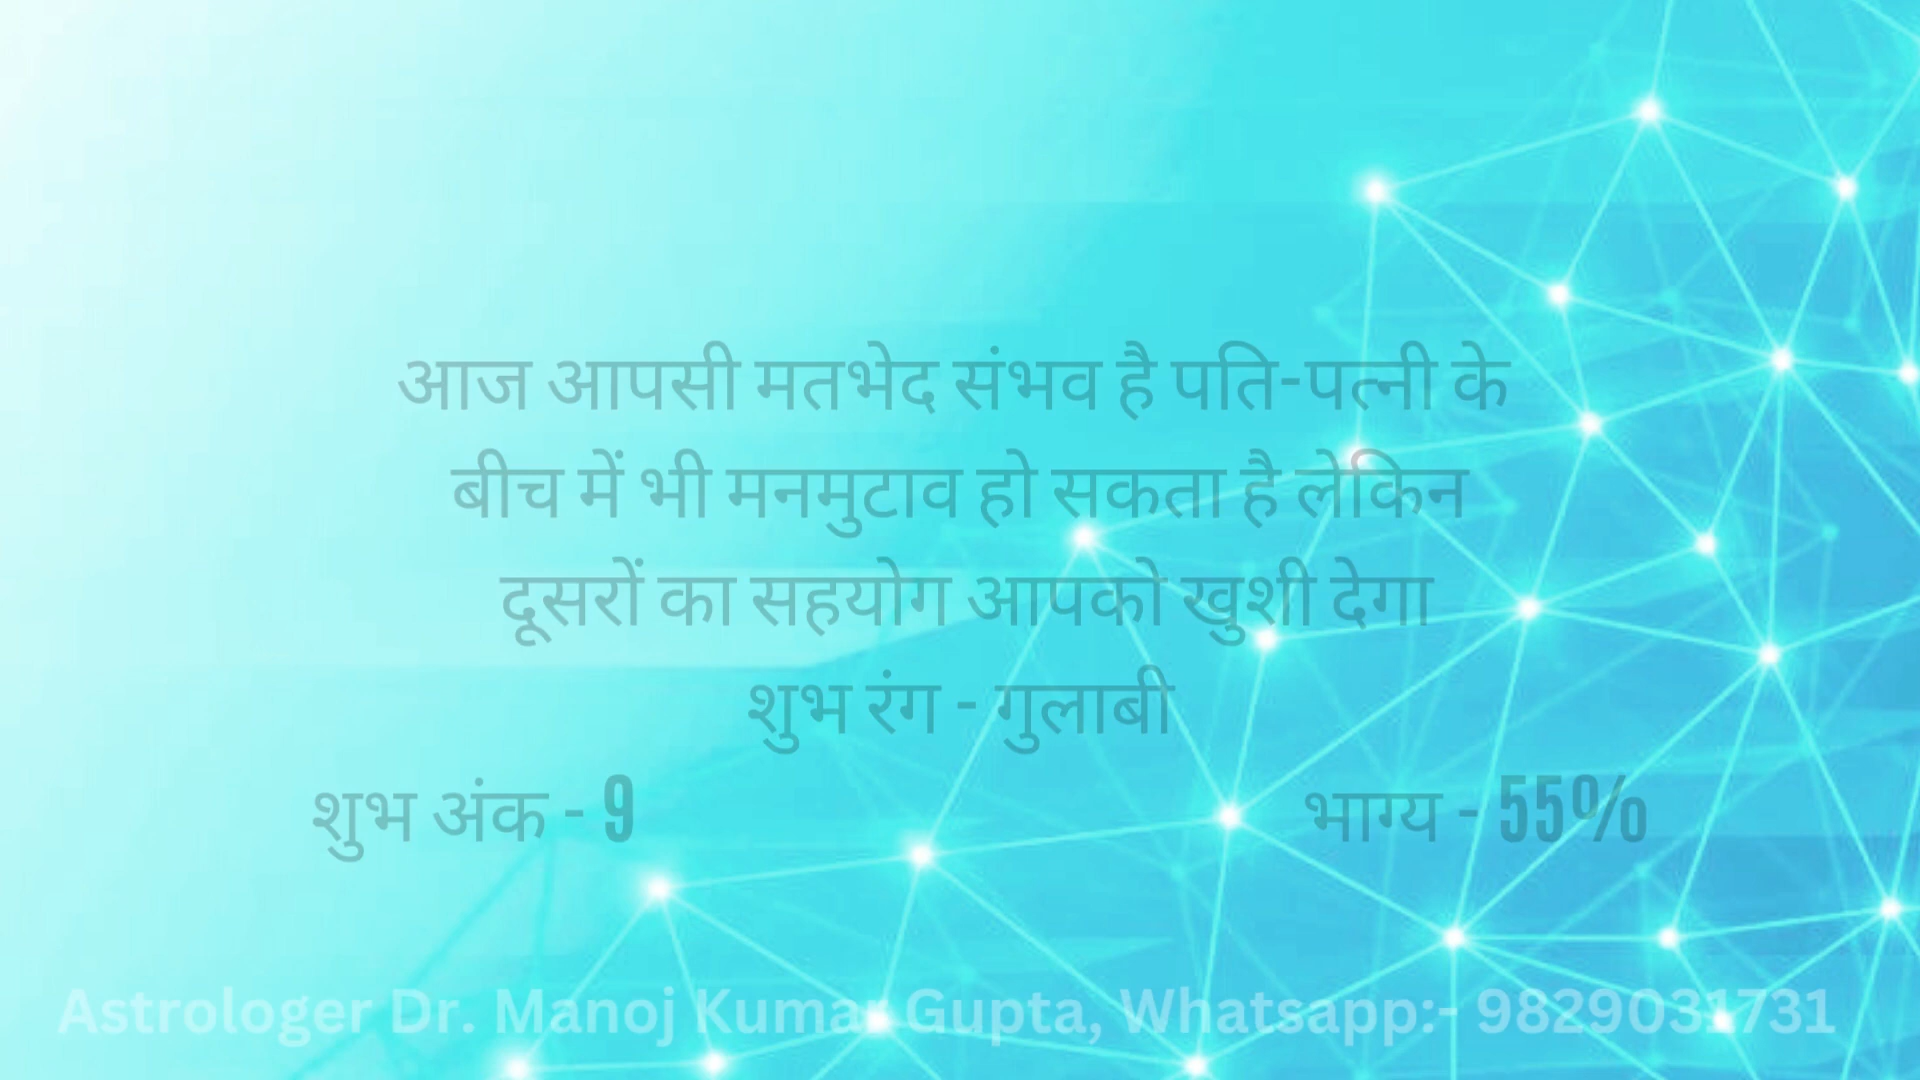 आज आपसी मतभेद संभव है पति-पत्नी के
बीच में भी मनमुटाव हो सकता है लेकिन
दूसरों का सहयोग आपको खुशी देगा
शुभ रंग - गुलाबी
शुभ अंक - 9 भाग्य - 55%
Astrologer Dr. Manoj Kumar Gupta, Whatsapp:- 9829031731